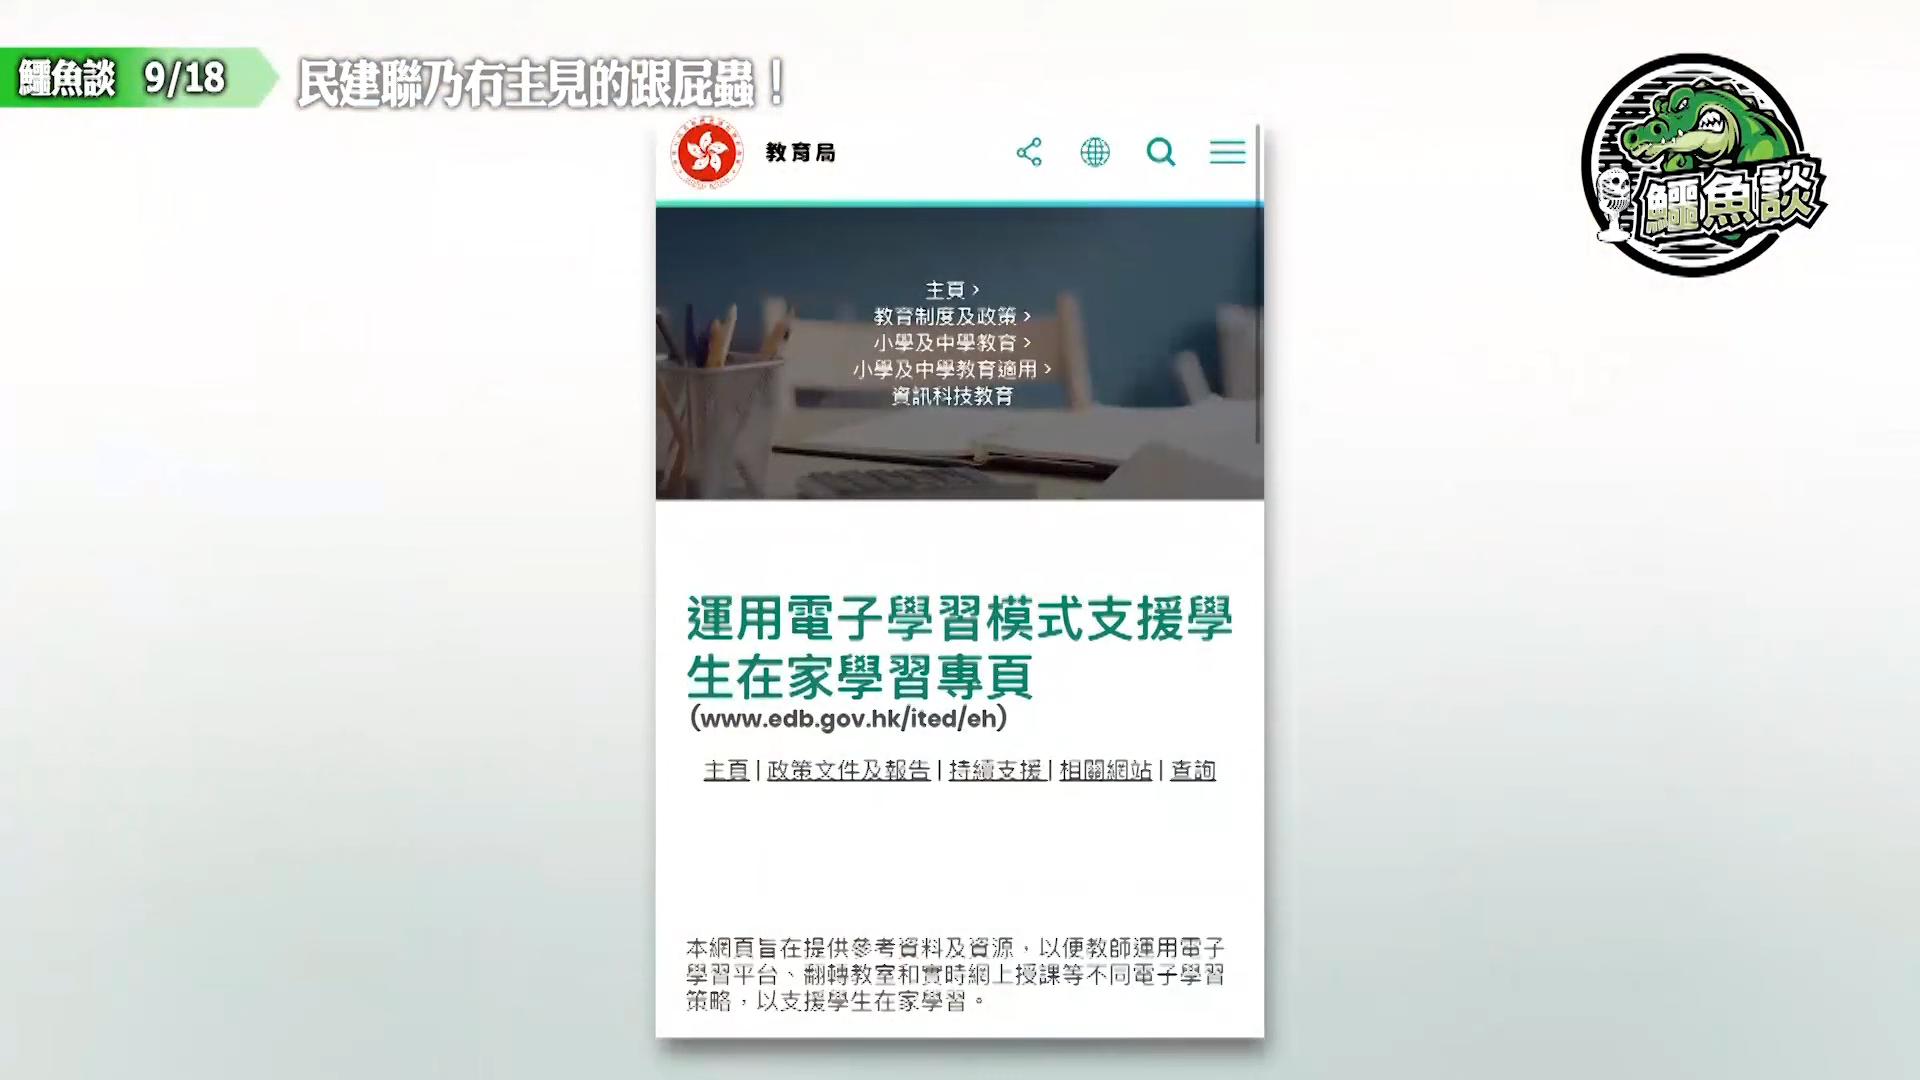 鱷魚談 9/18
民建聯乃冇主見的跟屁蟲！
鱷魚談
教育局
主頁 >
教育制度及政策 >
小學及中學教育 >
小學及中學教育適用 >
資訊科技教育
運用電子學習模式支援學
生在家學習專頁
(www.edb.gov.hk/ited/eh)
主頁 | 政策文件及報告 | 持續支援 | 相關網站 | 查詢
本網頁旨在提供參考資料及資源，以便教師運用電子
學習平台、翻轉教室和實時網上授課等不同電子學習
策略，以支援學生在家學習。